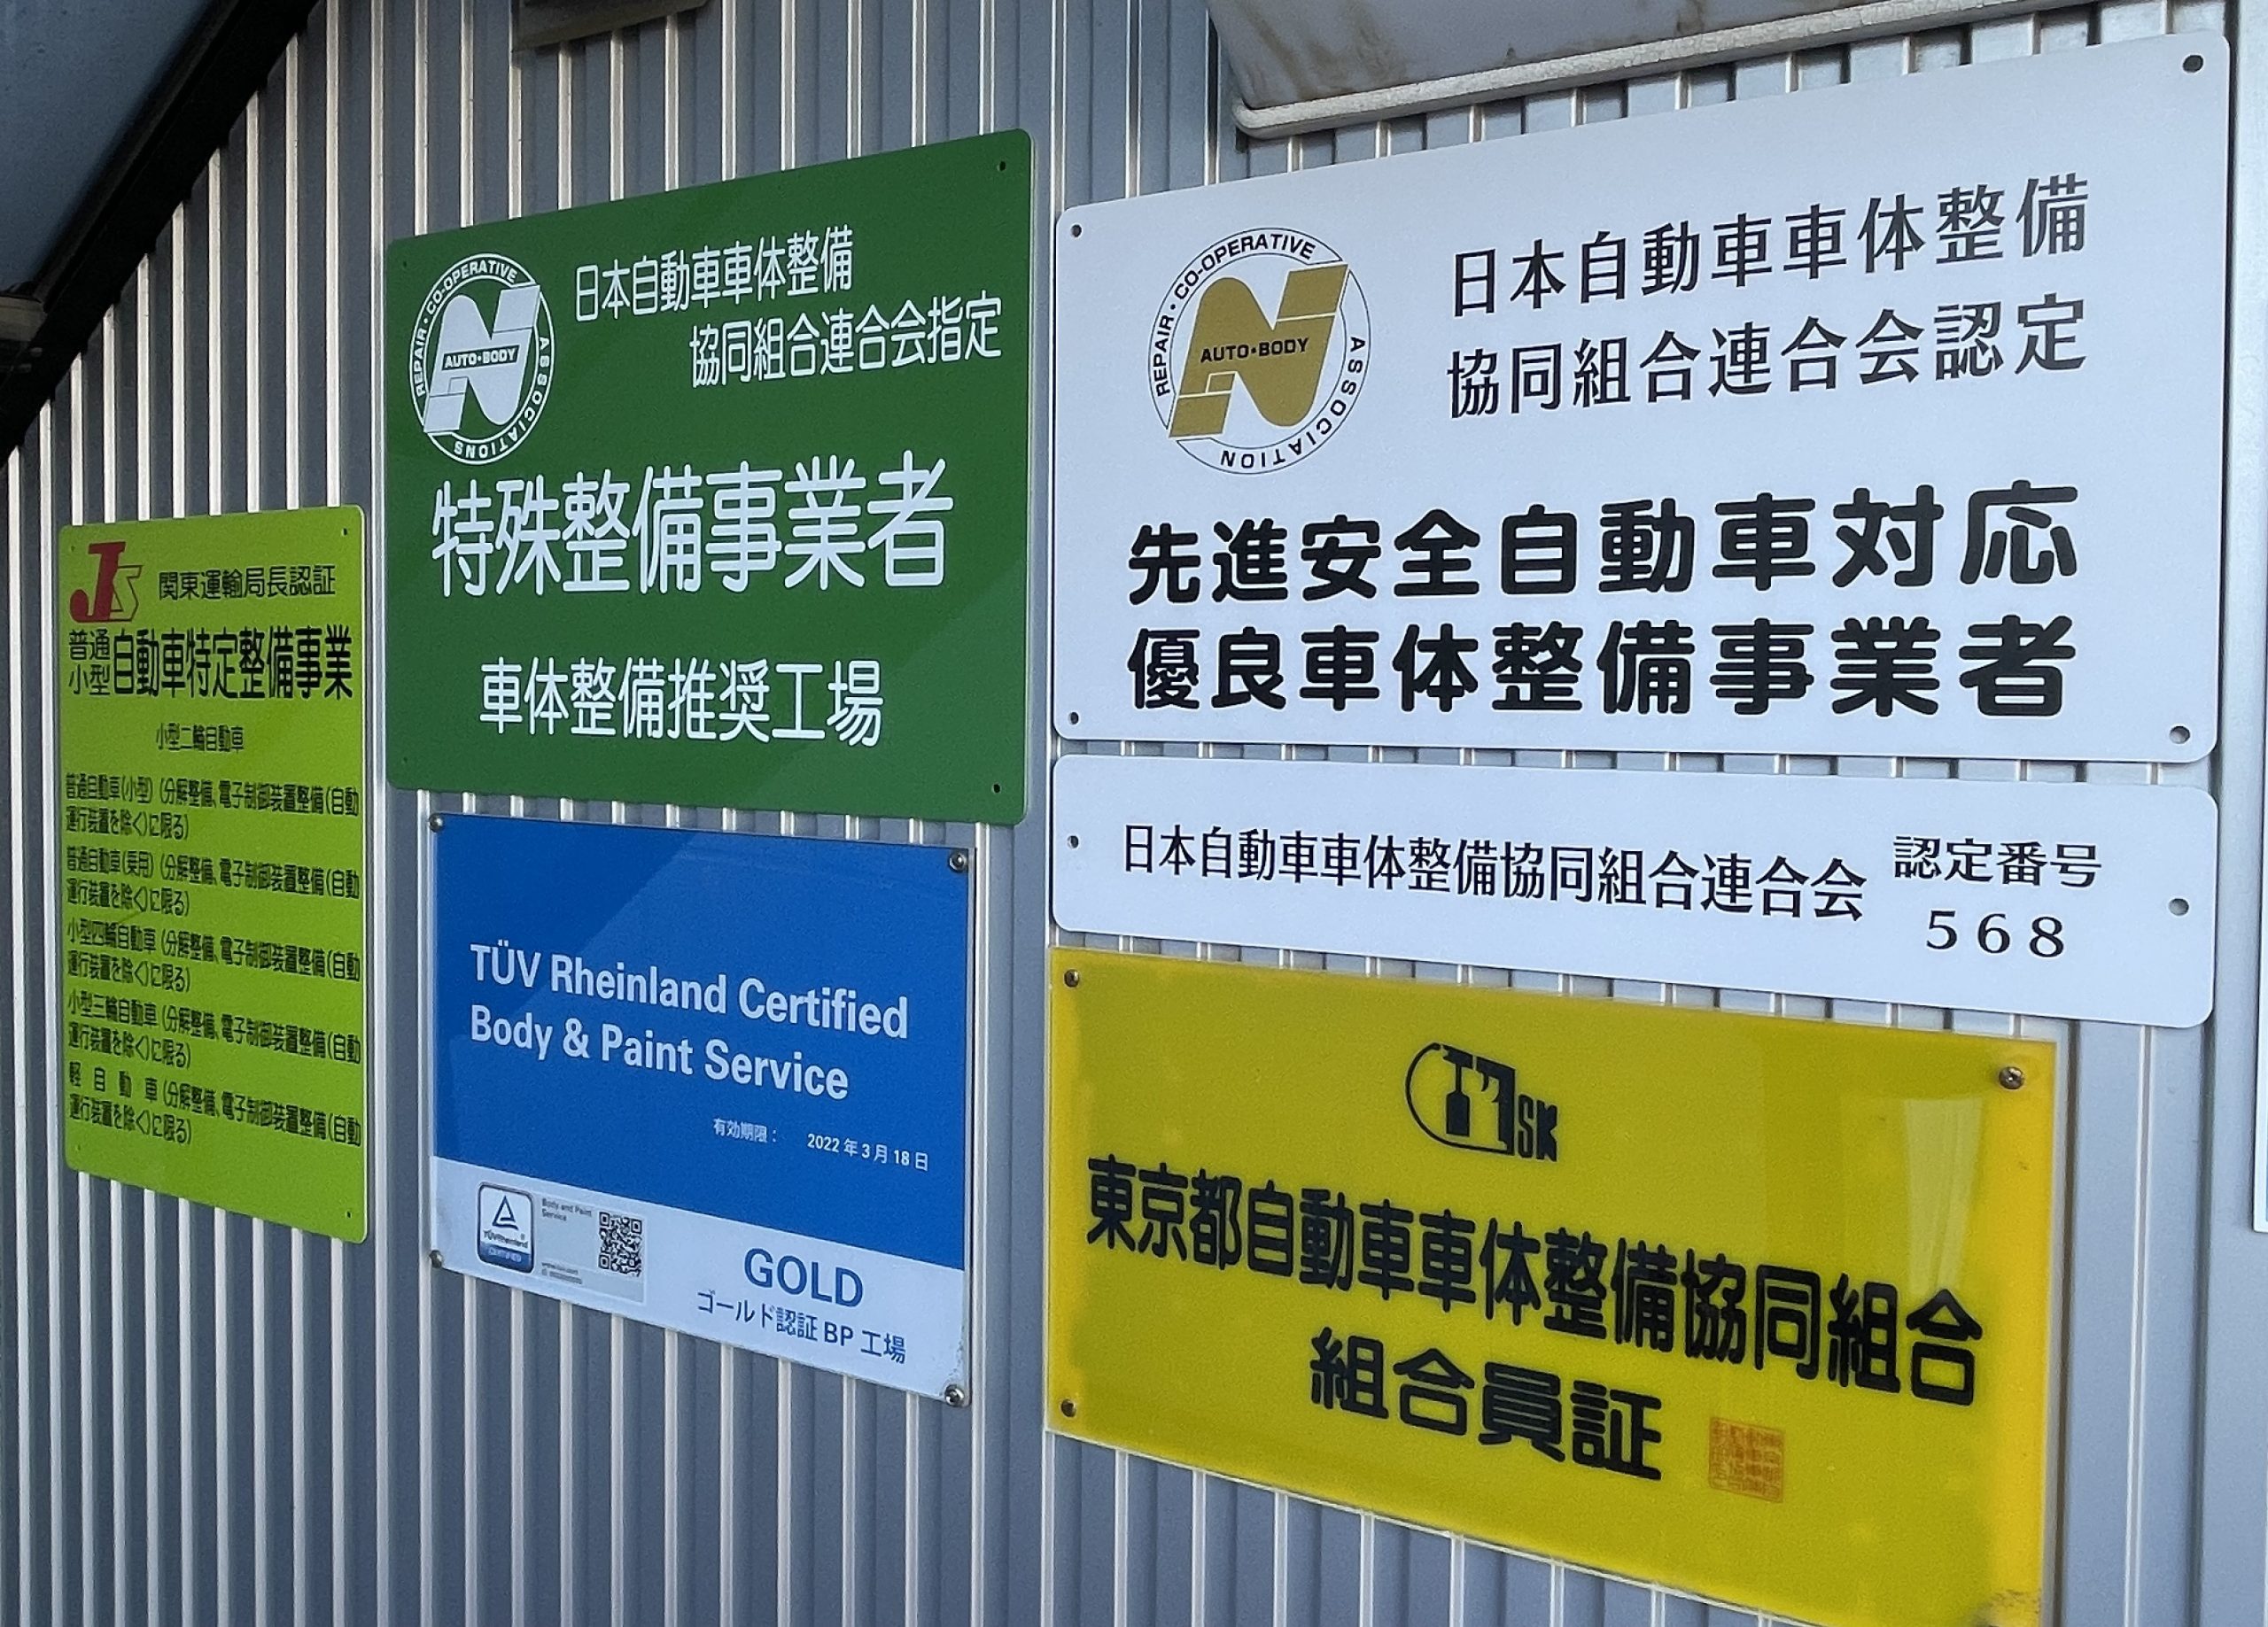 JS
関東運輸局長認証
普通
小型
自動車特定整備事業
小型二輪自動車
普通自動車(小型)(分解整備、電子制御装置整備(自動
運行装置を除く)に限る)
普通自動車(乗用)(分解整備、電子制御装置整備(自動
運行装置を除く)に限る)
小型四輪自動車(分解整備、電子制御装置整備(自動
運行装置を除く)に限る)
小型三輪自動車(分解整備、電子制御装置整備(自動
運行装置を除く)に限る)
軽自動車(分解整備、電子制御装置整備(自動
運行装置を除く)に限る)
REPAIR・CO-OPERATIVE ASSOCIATIONS
AUTO・BODY
日本自動車車体整備
協同組合連合会指定
特殊整備事業者
車体整備推奨工場
TÜV Rheinland Certified
Body & Paint Service
有効期限： 2022年3月18日
TÜVRheinland
CERTIFIED
Body and Paint
Service
www.tuv.com
GOLD
ゴールド認証BP工場
REPAIR・CO-OPERATIVE ASSOCIATION
AUTO・BODY
日本自動車車体整備
協同組合連合会認定
先進安全自動車対応
優良車体整備事業者
日本自動車車体整備協同組合連合会
認定番号
568
SK
東京都自動車車体整備協同組合
組合員証